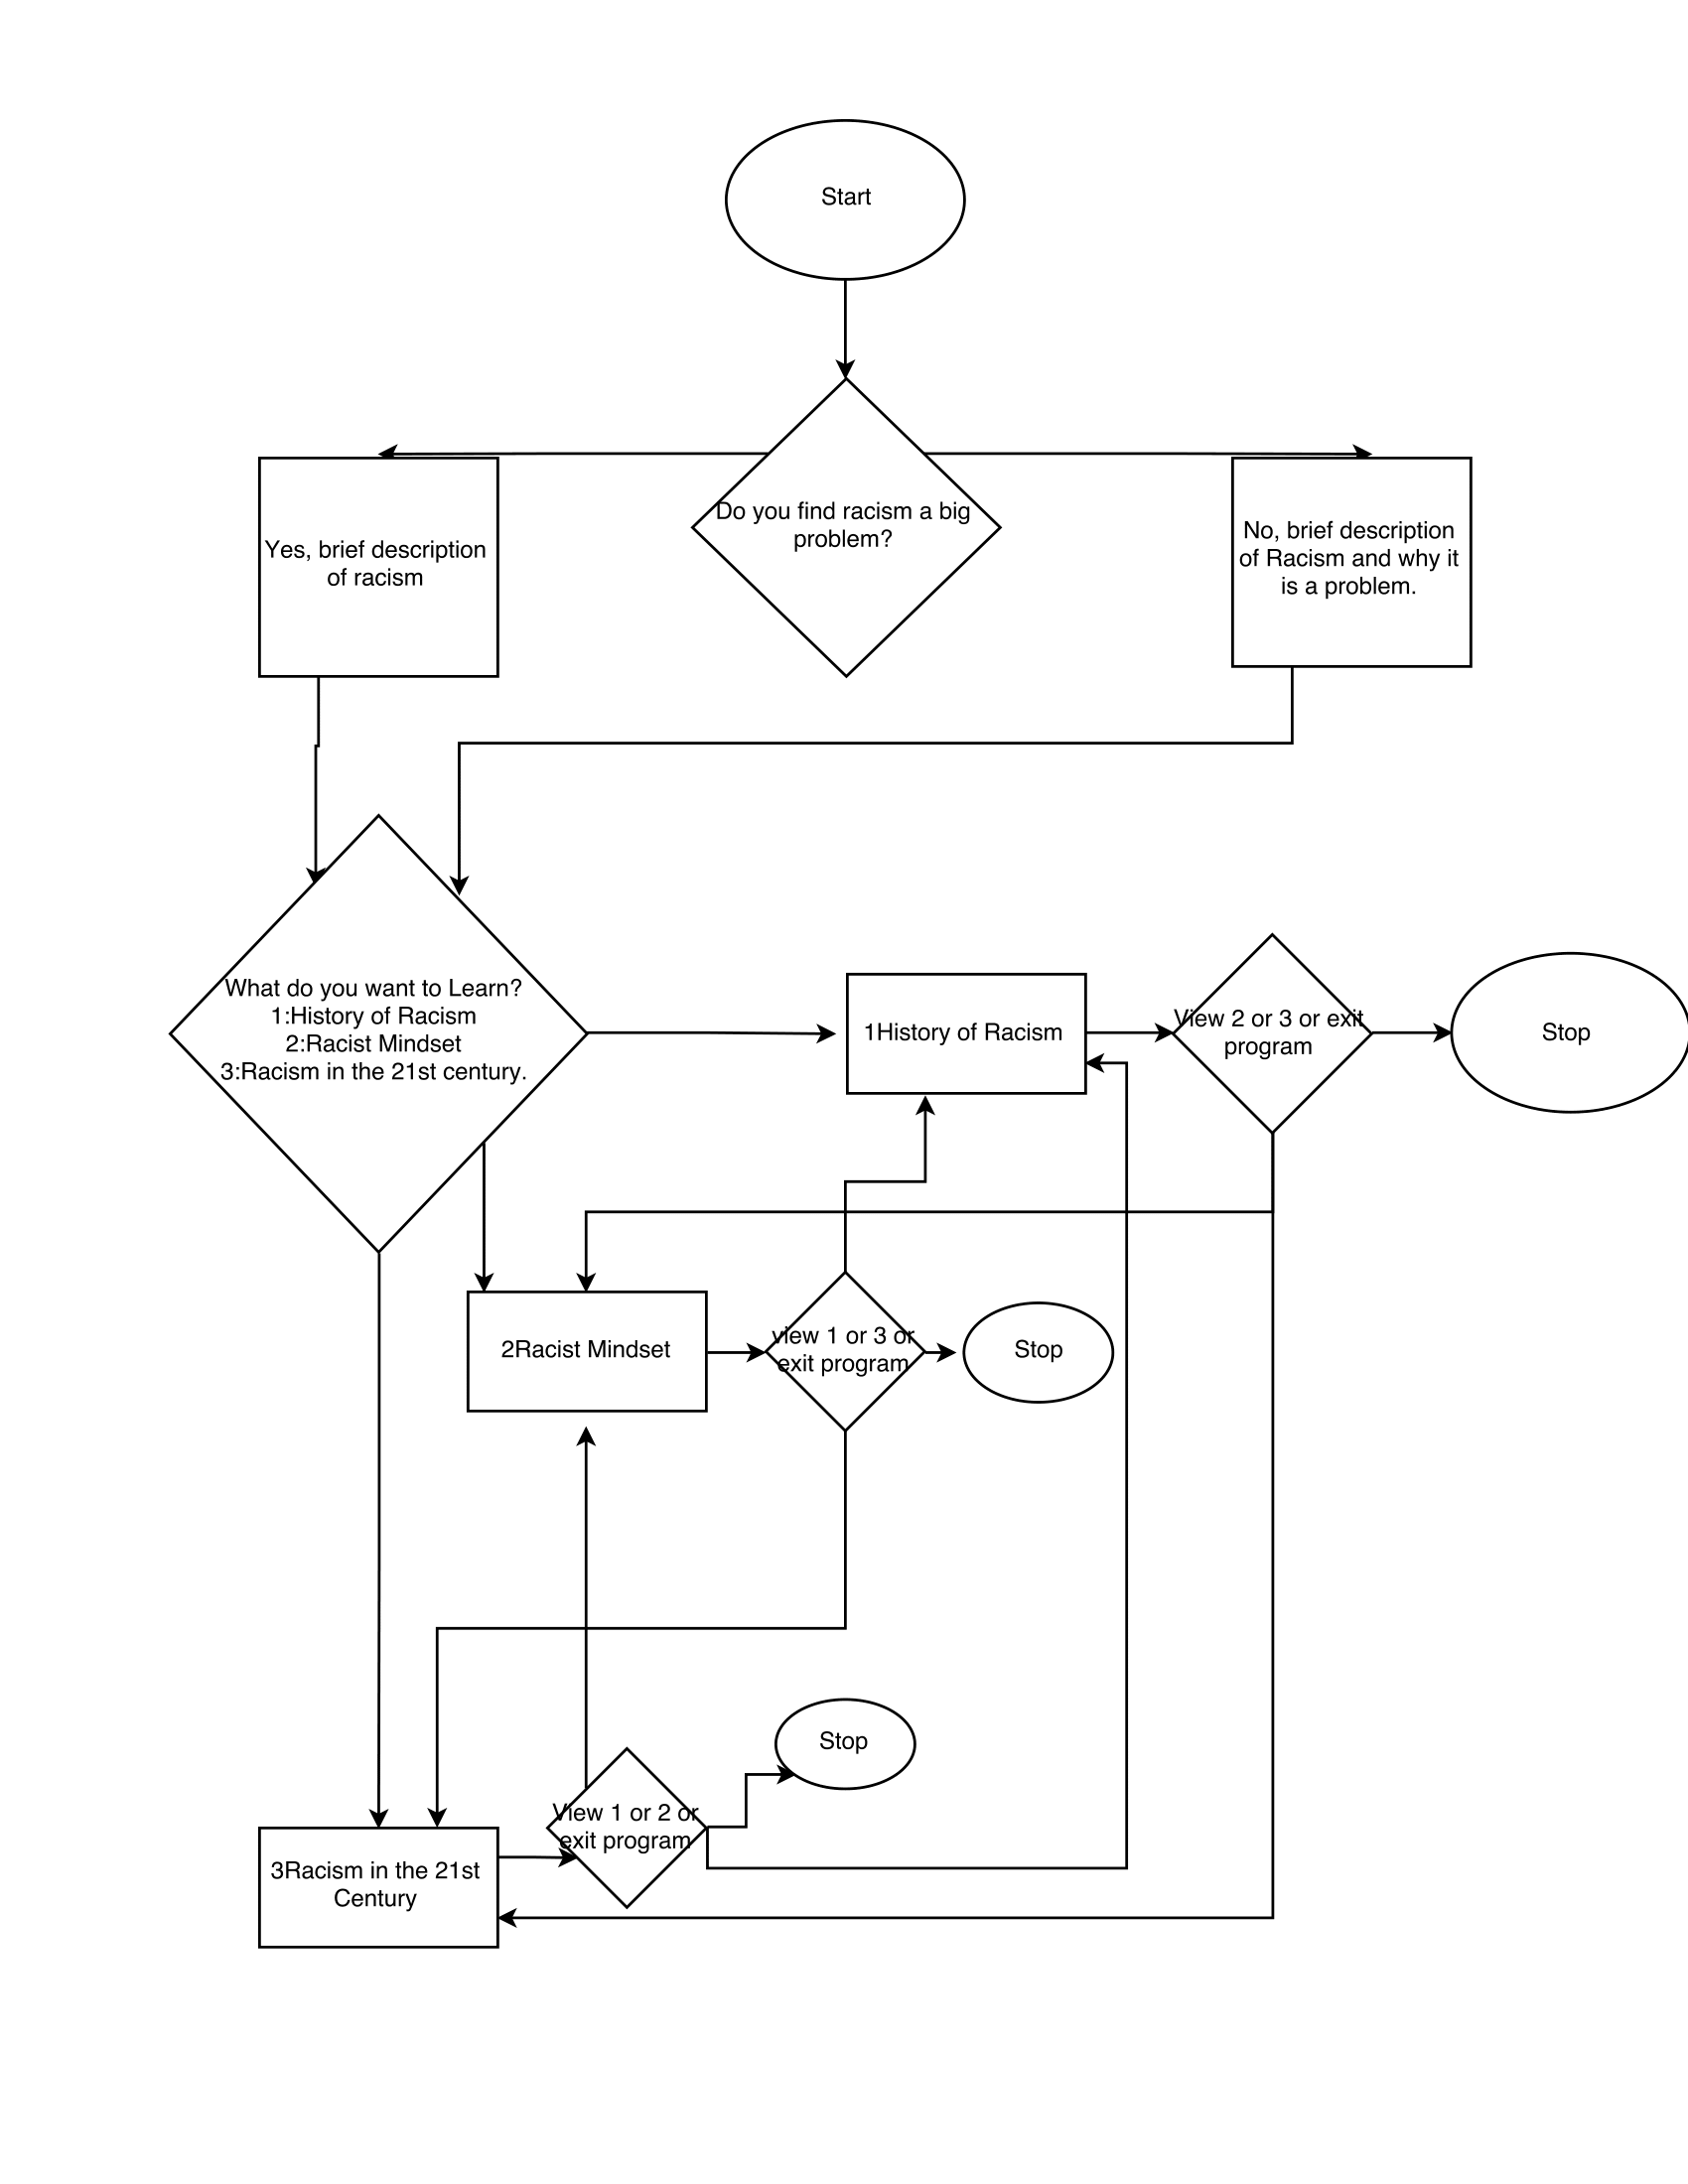 Start
Do you find racism a big
problem?
Yes, brief description
of racism
No, brief description
of Racism and why it
is a problem.
What do you want to Learn?
1:History of Racism
2:Racist Mindset
3:Racism in the 21st century.
1History of Racism
View 2 or 3 or exit
program
Stop
2Racist Mindset
view 1 or 3 or
exit program
Stop
Stop
View 1 or 2 or
exit program
3Racism in the 21st
Century